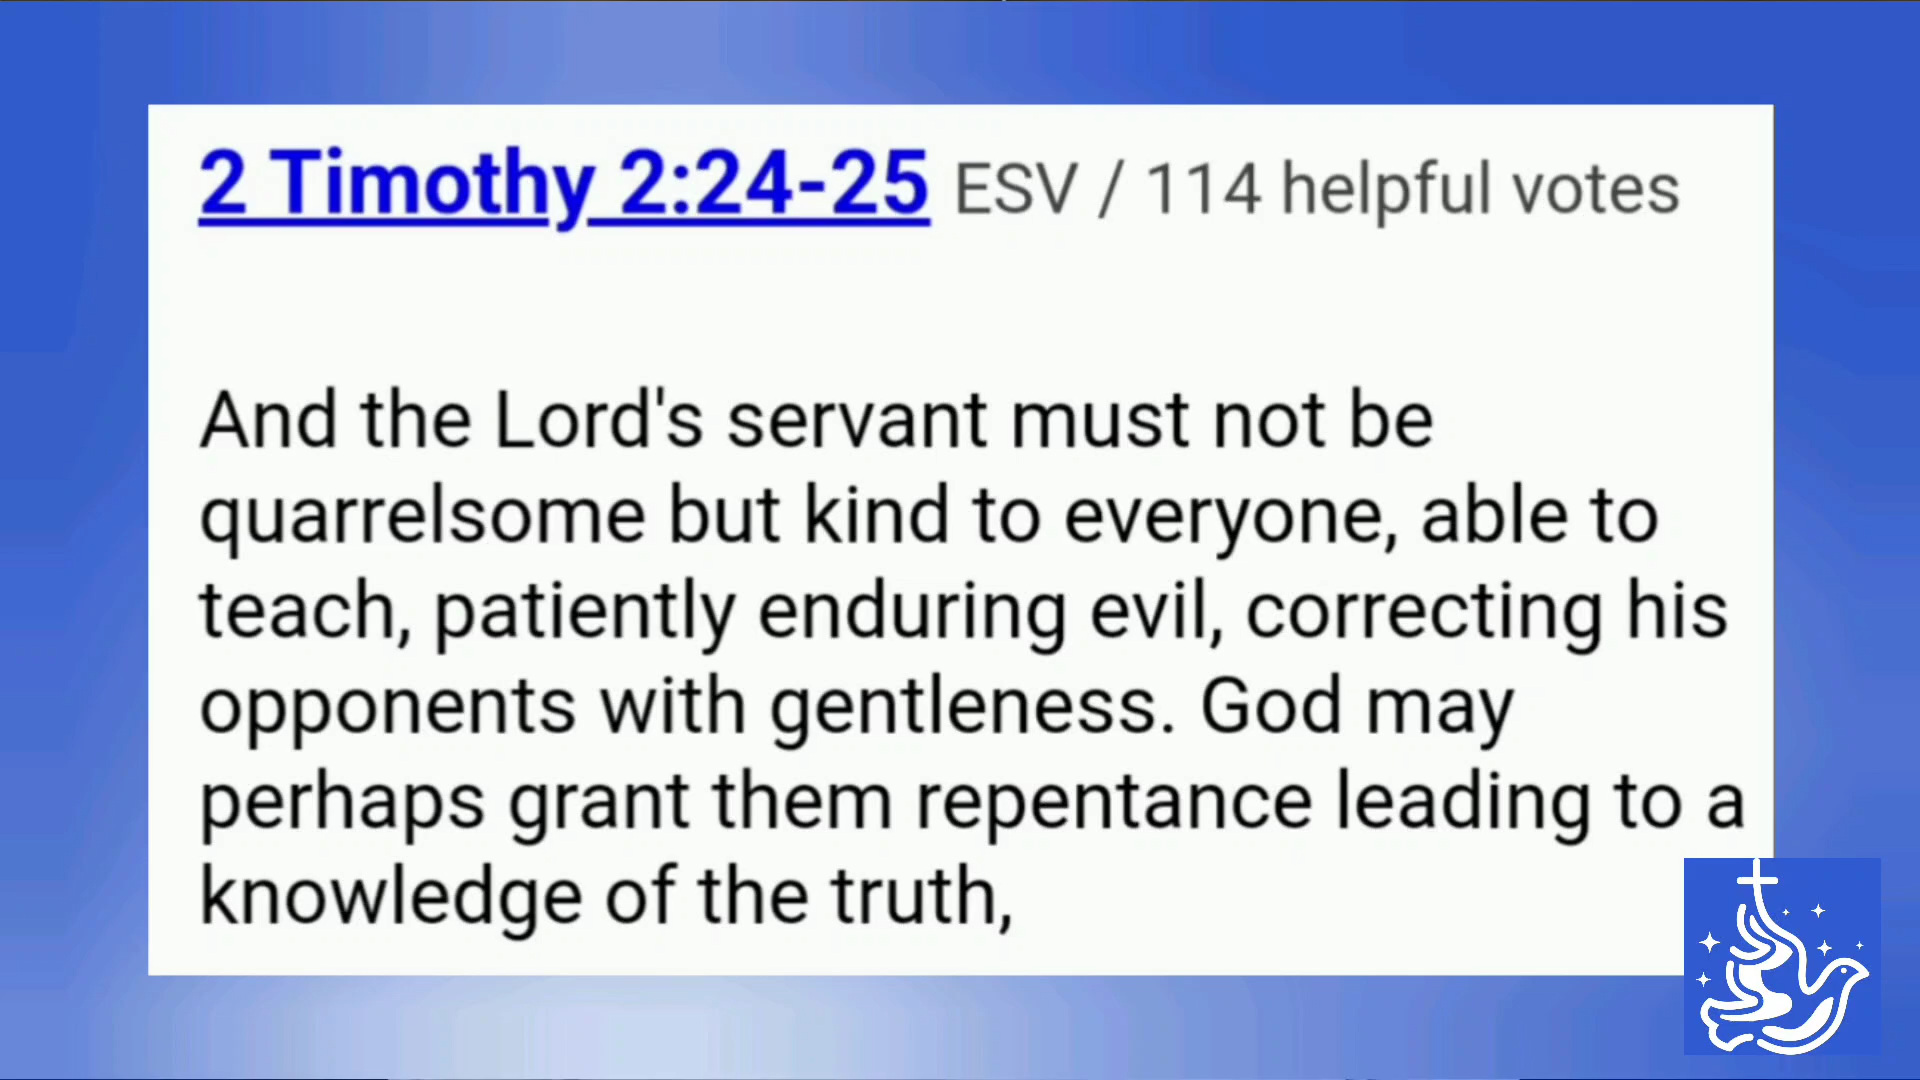 2 Timothy 2:24-25 ESV / 114 helpful votes
And the Lord's servant must not be
quarrelsome but kind to everyone, able to
teach, patiently enduring evil, correcting his
opponents with gentleness. God may
perhaps grant them repentance leading to a
knowledge of the truth,